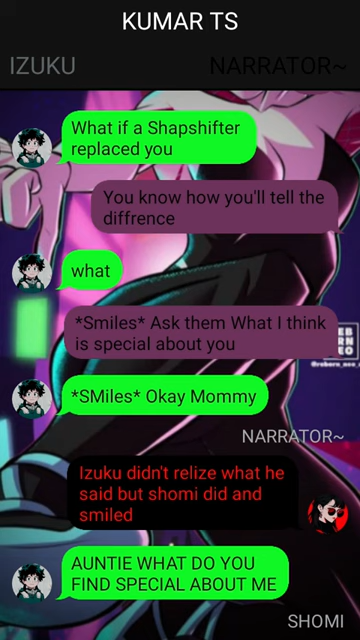 KUMAR TS
IZUKU
NARRATOR~
What if a Shapshifter
replaced you
You know how you'll tell the
diffrence
what
*Smiles* Ask them What I think
is special about you
*SMiles* Okay Mommy
NARRATOR~
Izuku didn't relize what he
said but shomi did and
smiled
AUNTIE WHAT DO YOU
FIND SPECIAL ABOUT ME
SHOMI